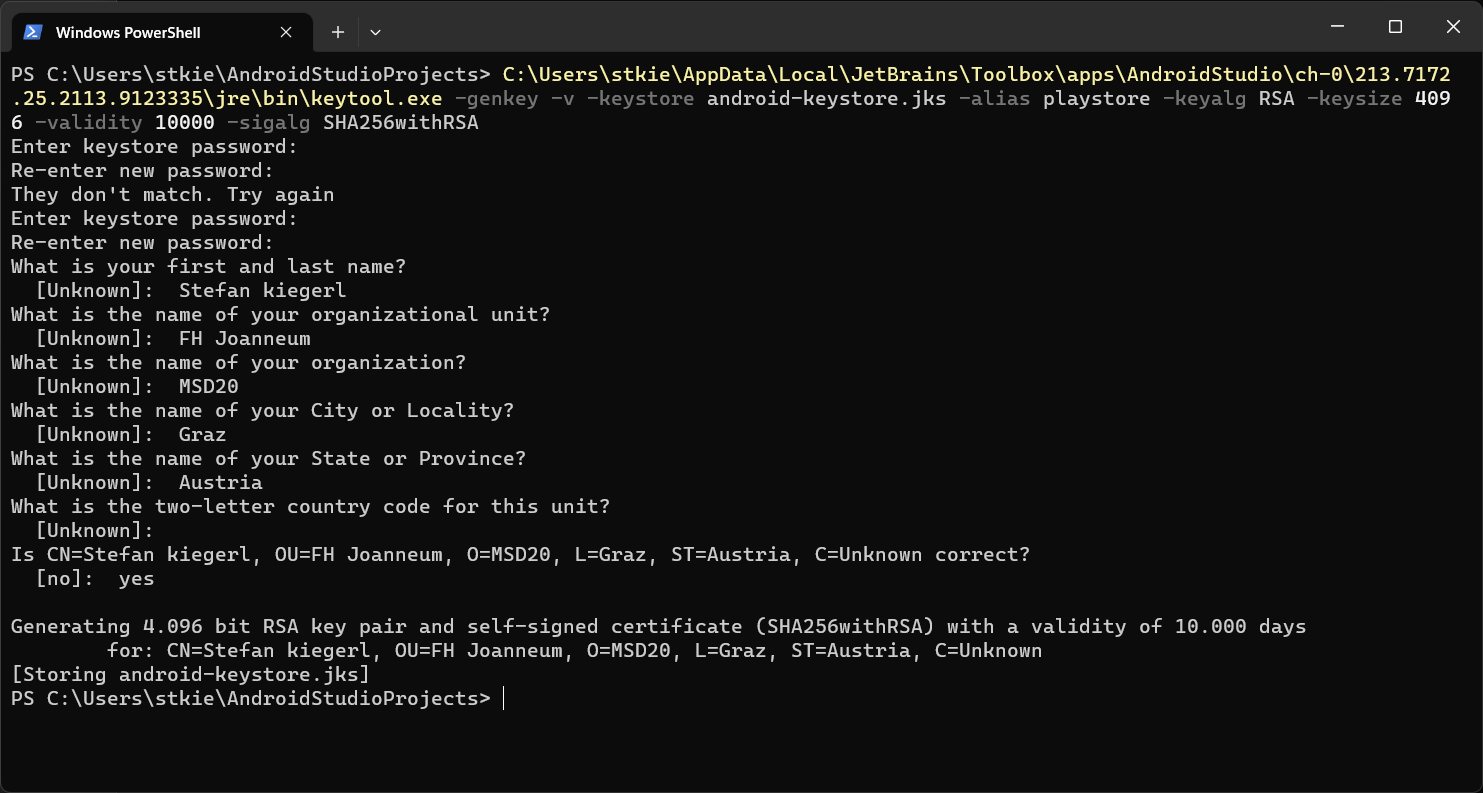 Windows PowerShell
PS C:\Users\stkie\AndroidStudioProjects> C:\Users\stkie\AppData\Local\JetBrains\Toolbox\apps\AndroidStudio\ch-0\213.7172
.25.2113.9123335\jre\bin\keytool.exe -genkey -v -keystore android-keystore.jks -alias playstore -keyalg RSA -keysize 409
6 -validity 10000 -sigalg SHA256withRSA
Enter keystore password:
Re-enter new password:
They don't match. Try again
Enter keystore password:
Re-enter new password:
What is your first and last name?
  [Unknown]:  Stefan kiegerl
What is the name of your organizational unit?
  [Unknown]:  FH Joanneum
What is the name of your organization?
  [Unknown]:  MSD20
What is the name of your City or Locality?
  [Unknown]:  Graz
What is the name of your State or Province?
  [Unknown]:  Austria
What is the two-letter country code for this unit?
  [Unknown]:
Is CN=Stefan kiegerl, OU=FH Joanneum, O=MSD20, L=Graz, ST=Austria, C=Unknown correct?
  [no]:  yes
Generating 4.096 bit RSA key pair and self-signed certificate (SHA256withRSA) with a validity of 10.000 days
        for: CN=Stefan kiegerl, OU=FH Joanneum, O=MSD20, L=Graz, ST=Austria, C=Unknown
[Storing android-keystore.jks]
PS C:\Users\stkie\AndroidStudioProjects>